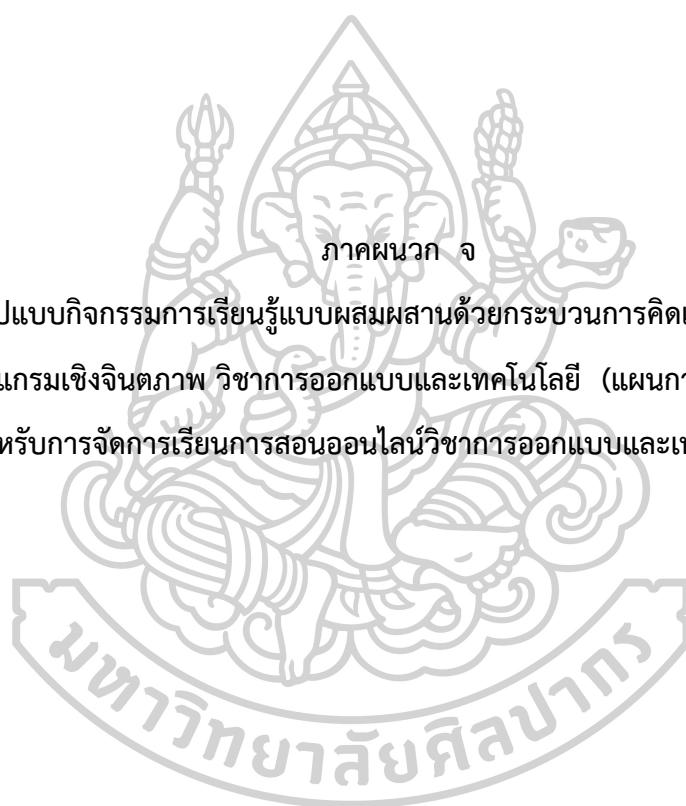 ภาคผนวก จ
ปแบบกิจกรรมการเรียนรู้แบบผสมผสานด้วยกระบวนการคิด
แกรมเชิงจินตภาพ วิชาการออกแบบและเทคโนโลยี (แผนกา
หรับการจัดการเรียนการสอนออนไลน์วิชาการออกแบบและเท
มหาวิทยาลัยศิลปากร